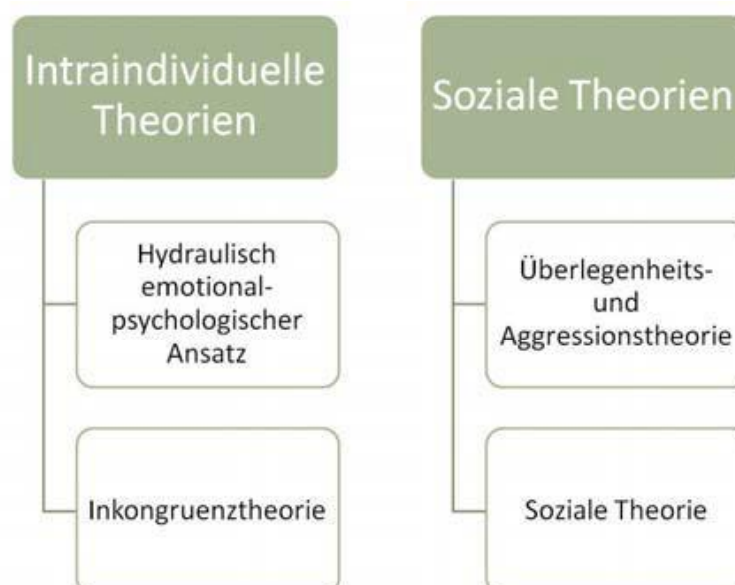 Intraindividuelle
Theorien
Hydraulisch
emotional-
psychologischer
Ansatz
Inkongruenztheorie
Soziale Theorien
Überlegenheits-
und
Aggressionstheorie
Soziale Theorie